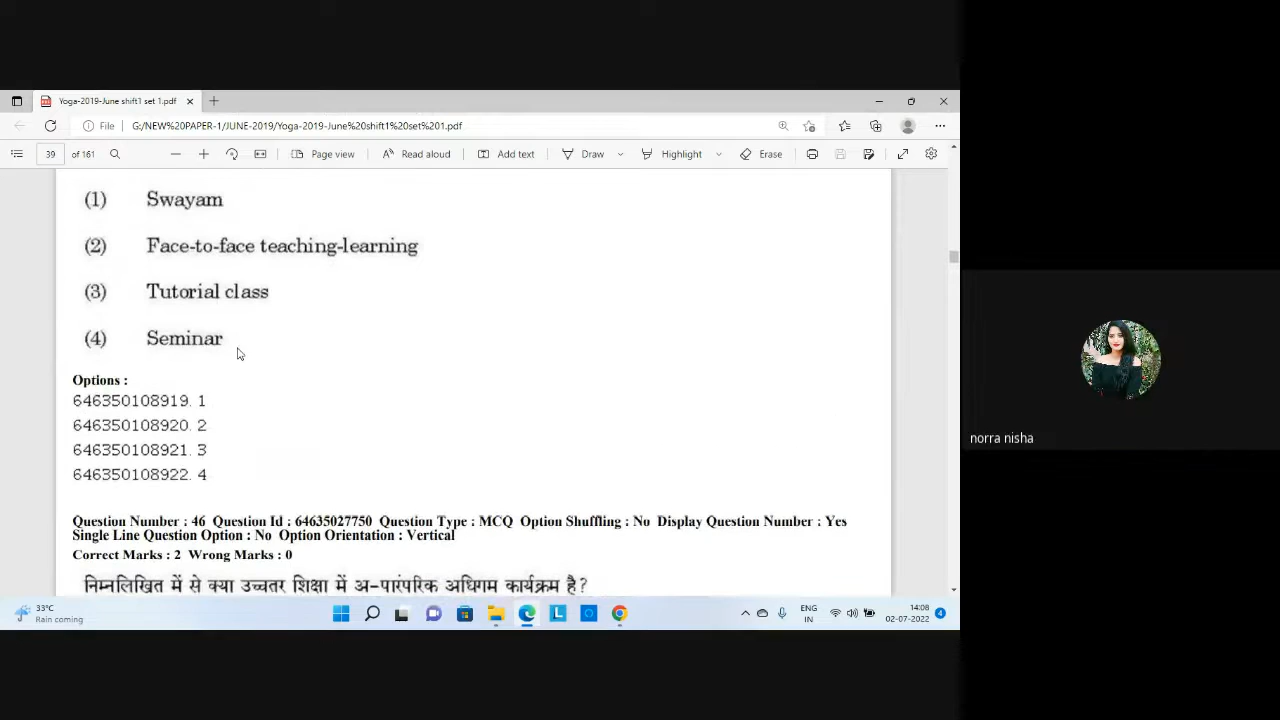 Yoga-2019-June shift1 set 1.pdf
File G:/NEW%20PAPER-1/JUNE-2019/Yoga-2019-June%20shift1%20set%201.pdf
39 of 161 Page view Read aloud Add text Draw Highlight Erase
(1) Swayam
(2) Face-to-face teaching-learning
(3) Tutorial class
(4) Seminar
Options :
646350108919. 1
646350108920. 2
646350108921. 3
646350108922. 4
Question Number : 46 Question Id : 64635027750 Question Type : MCQ Option Shuffling : No Display Question Number : Yes
Single Line Question Option : No Option Orientation : Vertical
Correct Marks : 2 Wrong Marks : 0
निम्नलिखित में से क्या उच्चतर शिक्षा में अ-पारंपरिक अधिगम कार्यक्रम है?
norra nisha
33°C
Rain coming
ENG
IN
14:08
02-07-2022
4